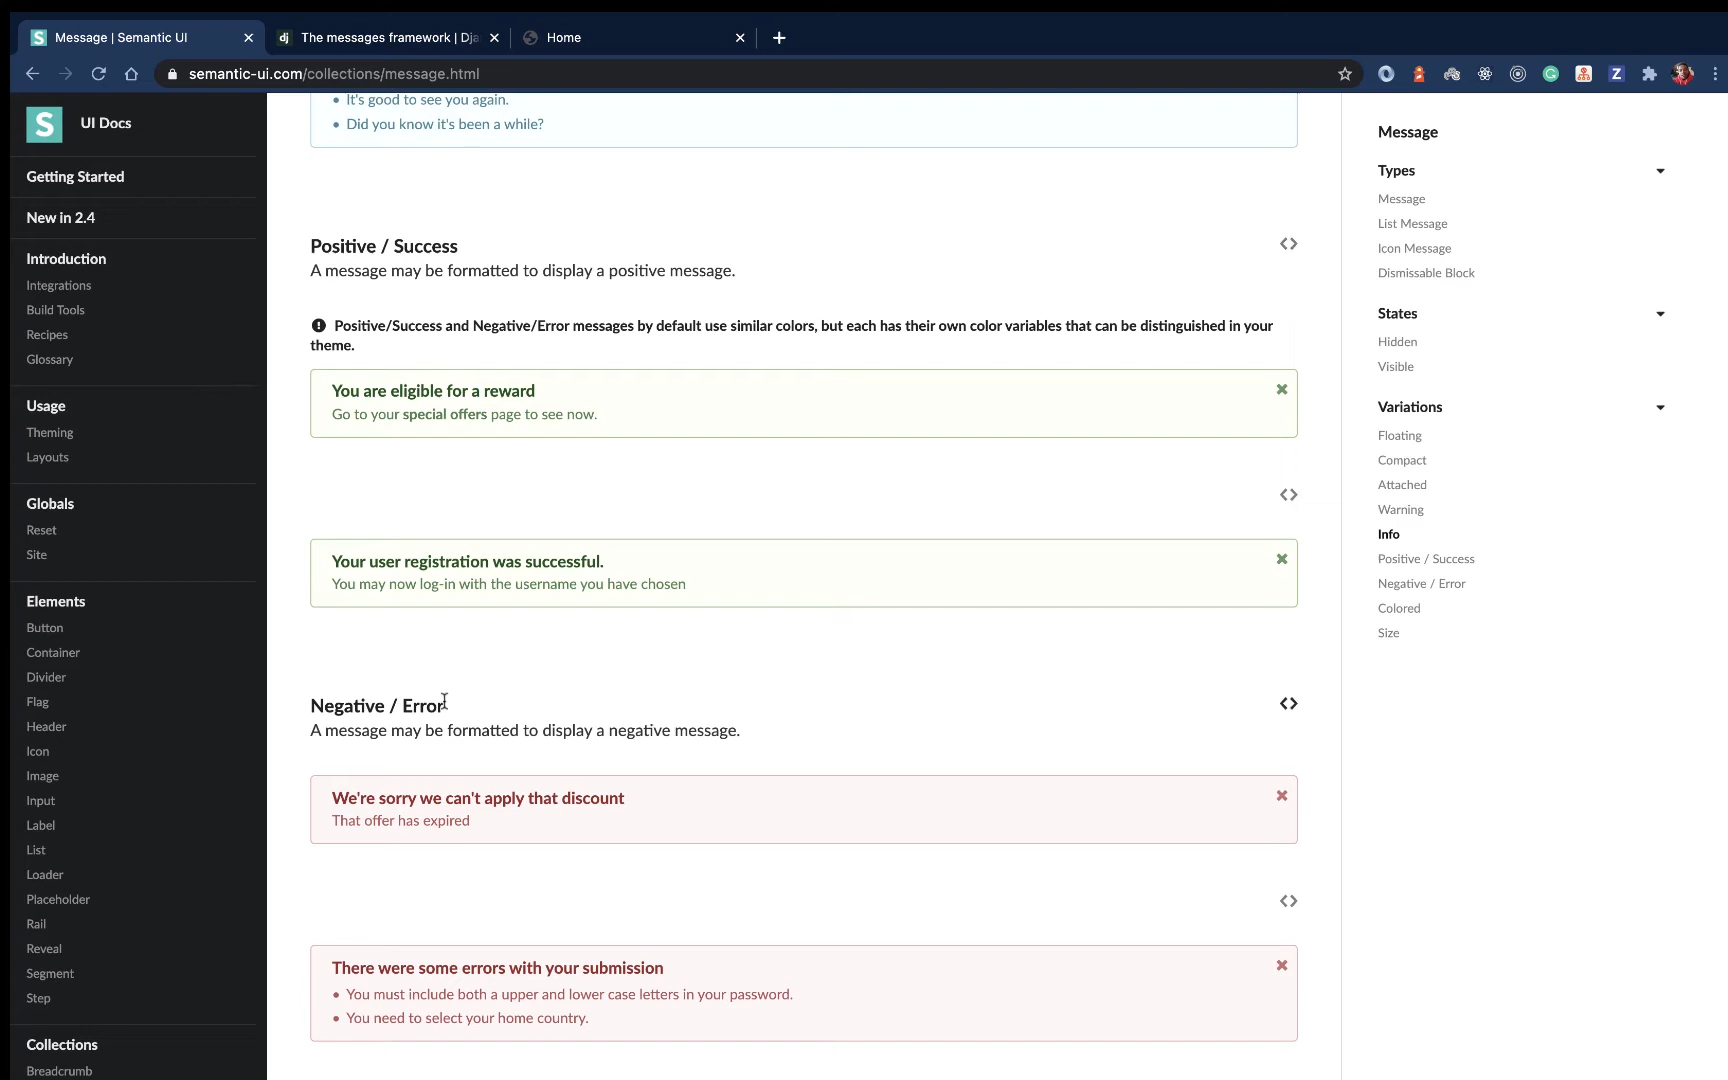 Message | Semantic UI
The messages framework | Dja
Home
semantic-ui.com/collections/message.html
S
UI Docs
Getting Started
New in 2.4
Introduction
Integrations
Build Tools
Recipes
Glossary
Usage
Theming
Layouts
Globals
Reset
Site
Elements
Button
Container
Divider
Flag
Header
Icon
Image
Input
Label
List
Loader
Placeholder
Rail
Reveal
Segment
Step
Collections
Breadcrumb
• It's good to see you again.
• Did you know it's been a while?
Positive / Success
A message may be formatted to display a positive message.
Positive/Success and Negative/Error messages by default use similar colors, but each has their own color variables that can be distinguished in your
theme.
You are eligible for a reward
Go to your special offers page to see now.
Your user registration was successful.
You may now log-in with the username you have chosen
Negative / Error
A message may be formatted to display a negative message.
We're sorry we can't apply that discount
That offer has expired
There were some errors with your submission
• You must include both a upper and lower case letters in your password.
• You need to select your home country.
Message
Types
Message
List Message
Icon Message
Dismissable Block
States
Hidden
Visible
Variations
Floating
Compact
Attached
Warning
Info
Positive / Success
Negative / Error
Colored
Size